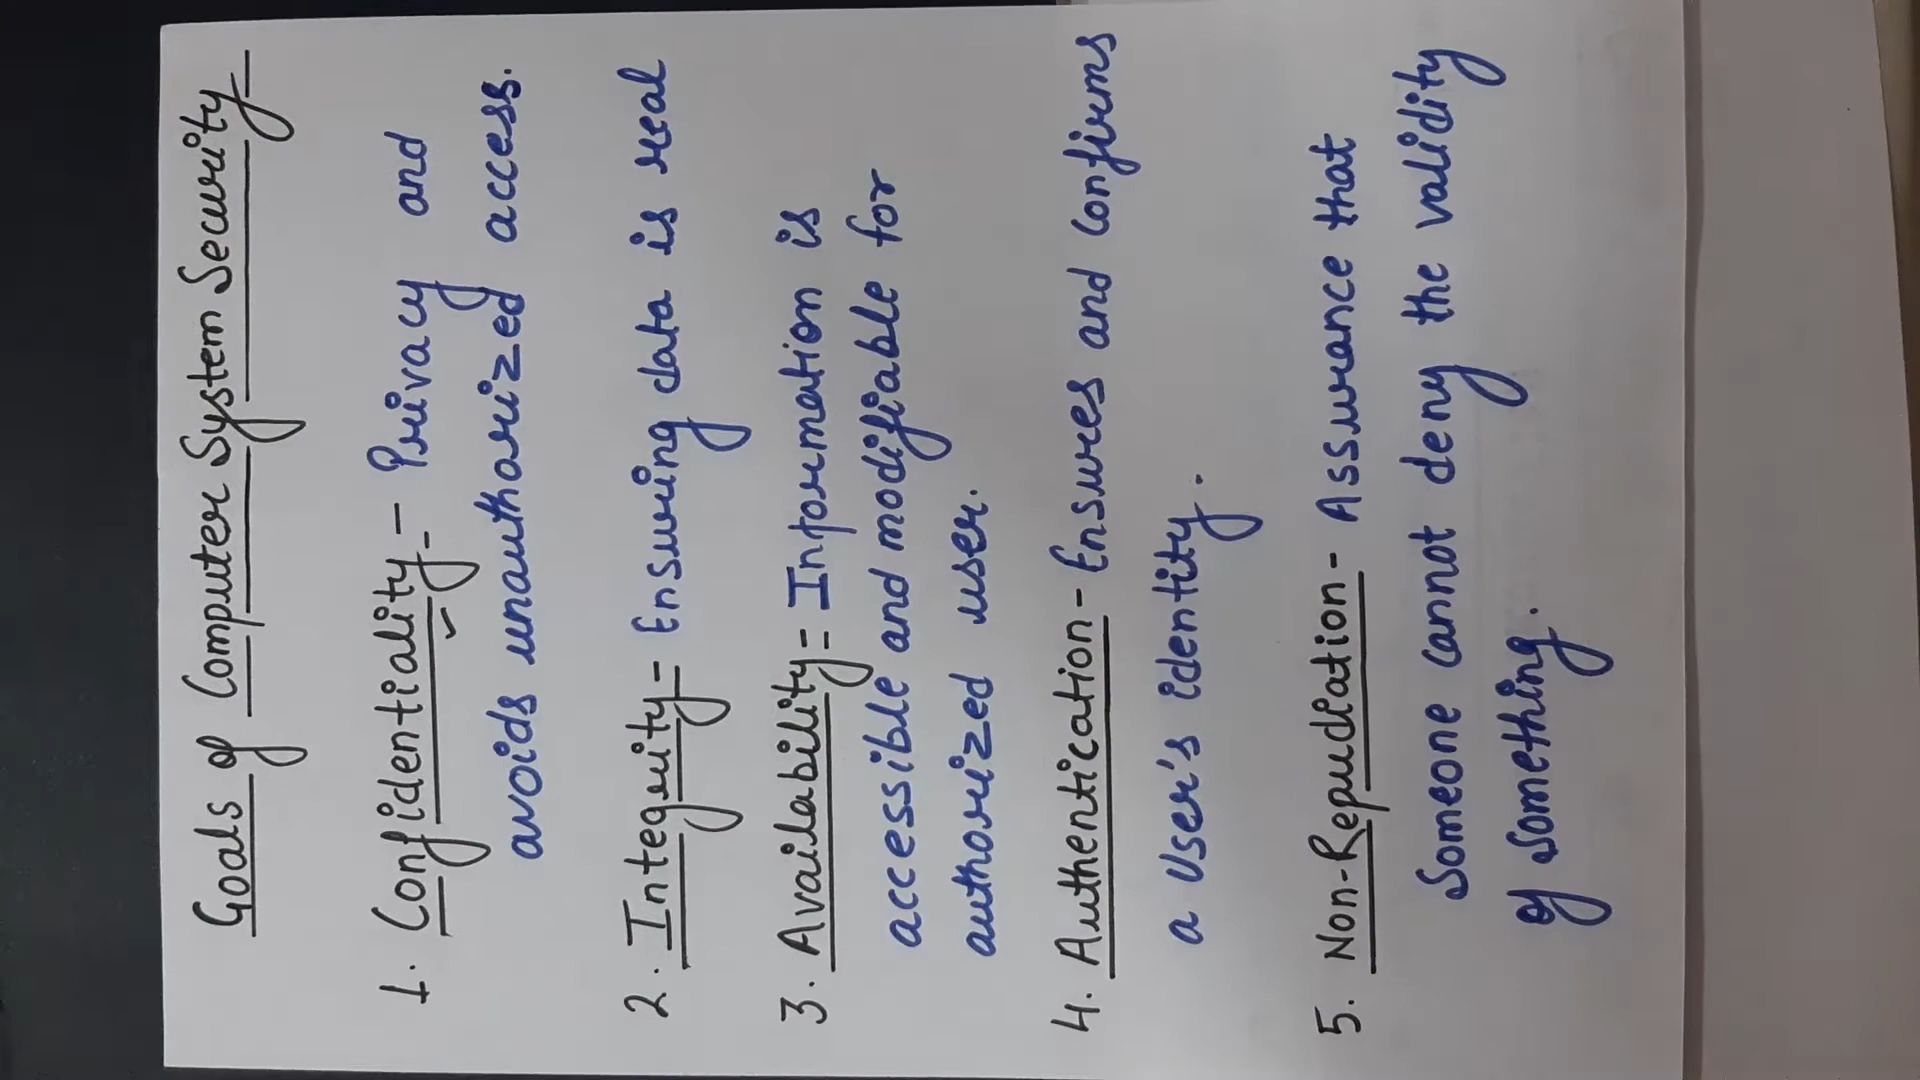 Goals of Computer System Security
1. Confidentiality - Privacy and
avoids unauthorized access.
2. Integrity = Ensuring data is real
3. Availability = Information is
accessible and modifiable for
authorized user.
4. Authentication - Ensures and confirms
a User's identity.
5. Non-Repudiation - Assurance that
Someone cannot deny the validity
of something.